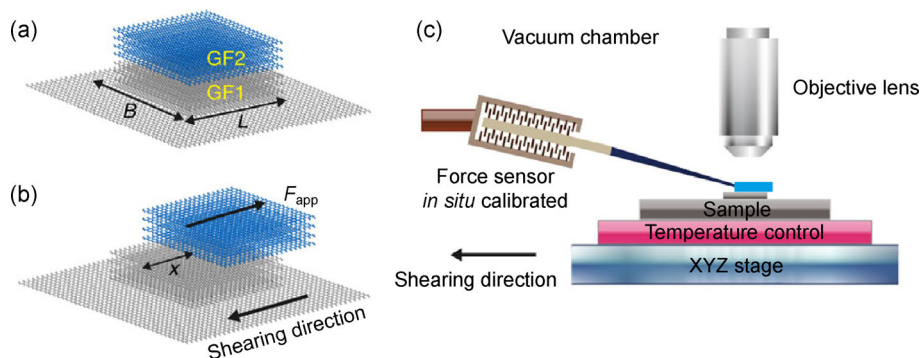 (a)
GF2
GF1
B
L
(b)
F_app
x
Shearing direction
(c)
Vacuum chamber
Objective lens
Force sensor
in situ calibrated
Sample
Temperature control
XYZ stage
Shearing direction